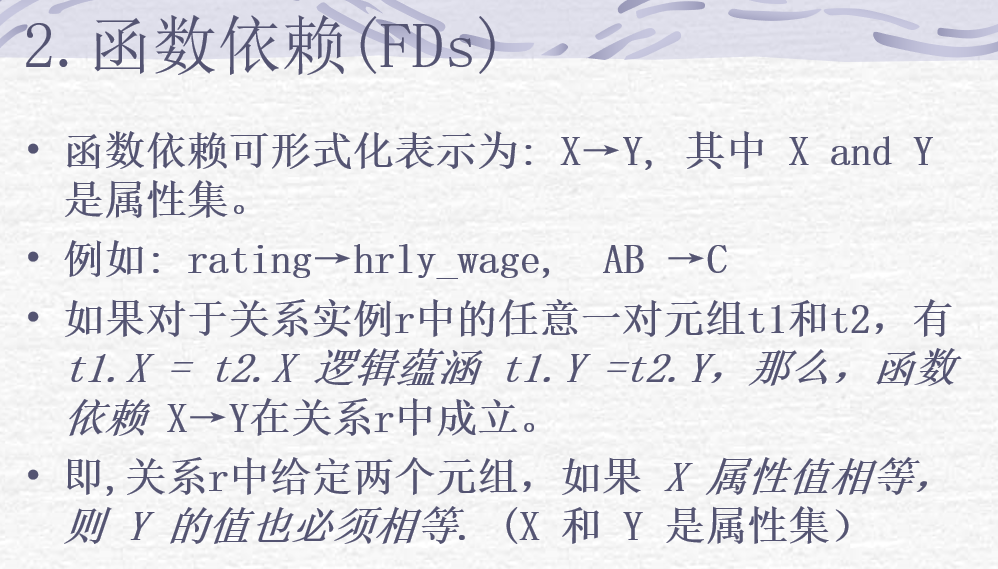 2.函数依赖(FDs)
• 函数依赖可形式化表示为: X→Y, 其中 X and Y
是属性集。
• 例如: rating→hrly_wage, AB →C
• 如果对于关系实例r中的任意一对元组t1和t2，有
t1.X = t2.X 逻辑蕴涵 t1.Y =t2.Y，那么，函数
依赖 X→Y在关系r中成立。
• 即,关系r中给定两个元组，如果 X 属性值相等，
则 Y 的值也必须相等. (X 和 Y 是属性集）